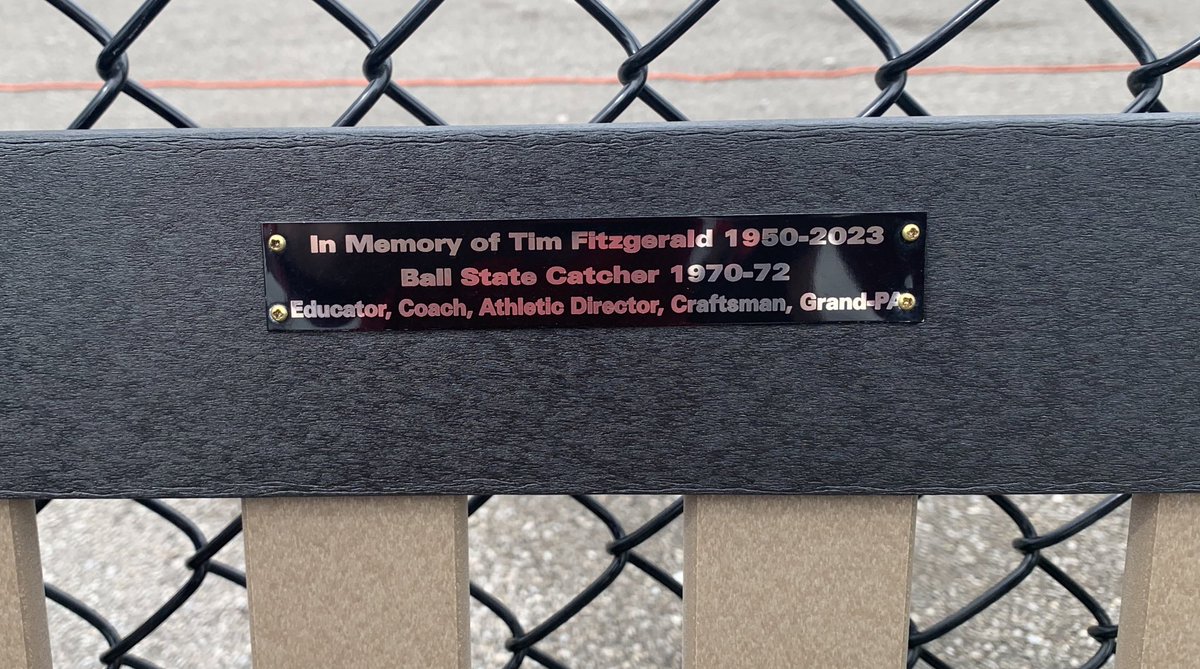 In Memory of Tim Fitzgerald 1950-2023
Ball State Catcher 1970-72
Educator, Coach, Athletic Director, Craftsman, Grand-PA